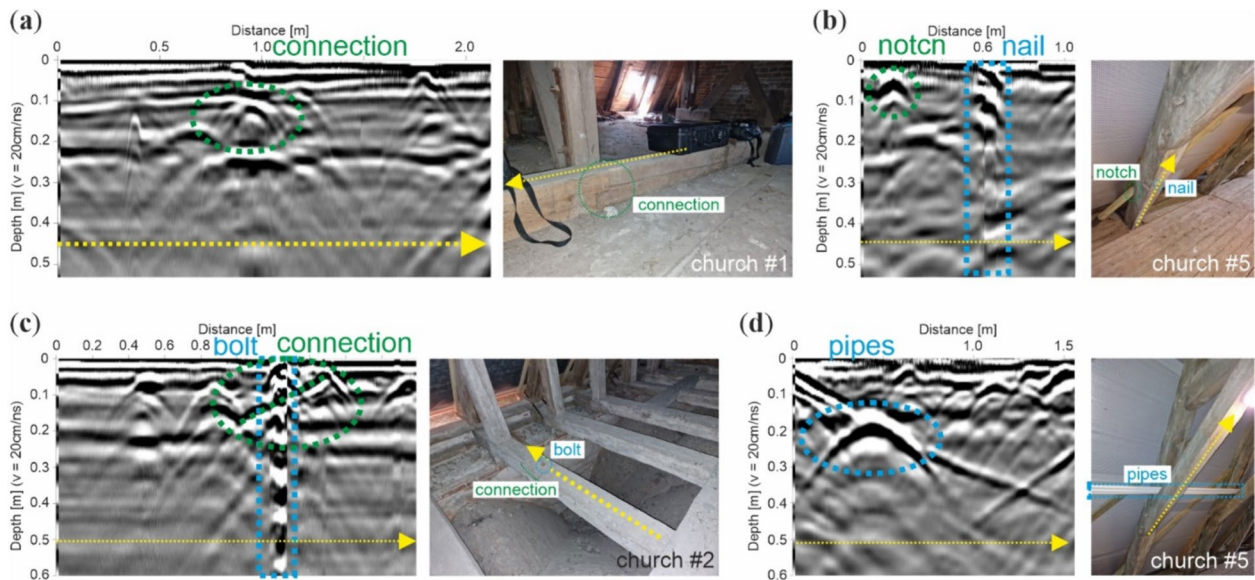 (a)
Distance [m]
connection
0 0.5 1.0 2.0
Depth [m] (v = 20cm/ns)
0
0.1
0.2
0.3
0.4
0.5
connection
church #1
(b)
Distance [m]
notcn nail
0 0.6 1.0
Depth [m] (v = 20cm/ns)
0
0.1
0.2
0.3
0.4
0.5
notch
nail
church #5
(c)
Distance [m]
bolt connection
0 0.2 0.4 0.6 0.8
Depth [m] (v = 20cm/ns)
0
0.1
0.2
0.3
0.4
0.5
0.6
bolt
connection
church #2
(d)
Distance [m]
pipes
0 1.0 1.5
Depth [m] (v = 20cm/ns)
0
0.1
0.2
0.3
0.4
0.5
0.6
pipes
church #5